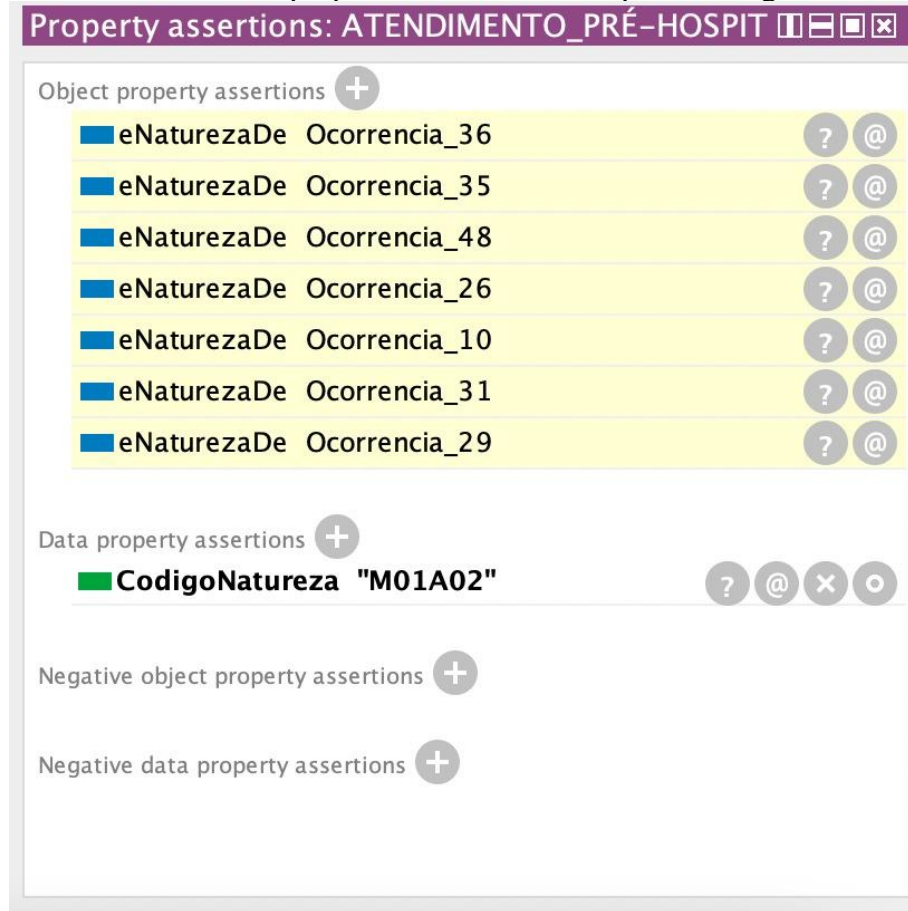 Property assertions: ATENDIMENTO_PRÉ-HOSPIT
Object property assertions
eNaturezaDe Ocorrencia_36
eNaturezaDe Ocorrencia_35
eNaturezaDe Ocorrencia_48
eNaturezaDe Ocorrencia_26
eNaturezaDe Ocorrencia_10
eNaturezaDe Ocorrencia_31
eNaturezaDe Ocorrencia_29
Data property assertions
CodigoNatureza "M01A02"
Negative object property assertions
Negative data property assertions